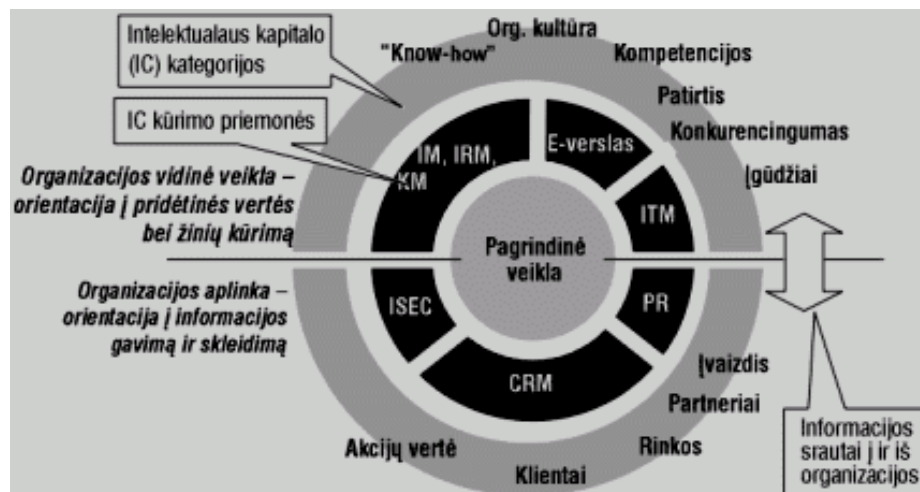 Intelektualaus kapitalo
(IC) kategorijos
Org. kultūra
"Know-how"
Kompetencijos
Patirtis
IC kūrimo priemonės
Konkurencingumas
E-verslas
IM, IRM,
KM
Įgūdžiai
Organizacijos vidinė veikla –
orientacija į pridėtinės vertės
bei žinių kūrimą
ITM
Pagrindinė
veikla
Organizacijos aplinka –
orientacija į informacijos
gavimą ir skleidimą
ISEC
PR
CRM
Įvaizdis
Partneriai
Rinkos
Akcijų vertė
Klientai
Informacijos
srautai į ir iš
organizacijos